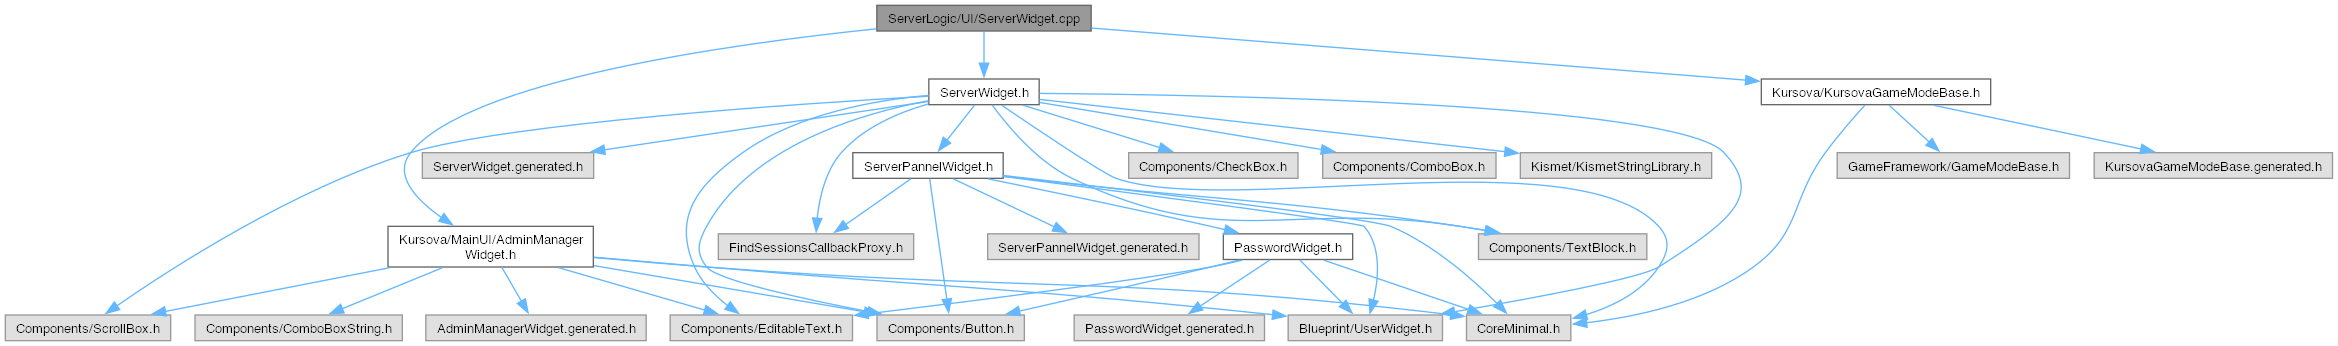 ServerLogic/UI/ServerWidget.cpp
ServerWidget.h
Kursova/KursovaGameModeBase.h
ServerWidget.generated.h
ServerPannelWidget.h
Components/CheckBox.h
Components/ComboBox.h
Kismet/KismetStringLibrary.h
GameFramework/GameModeBase.h
KursovaGameModeBase.generated.h
Kursova/MainUI/AdminManager
Widget.h
FindSessionsCallbackProxy.h
ServerPannelWidget.generated.h
PasswordWidget.h
Components/TextBlock.h
Components/ScrollBox.h
Components/ComboBoxString.h
AdminManagerWidget.generated.h
Components/EditableText.h
Components/Button.h
PasswordWidget.generated.h
Blueprint/UserWidget.h
CoreMinimal.h